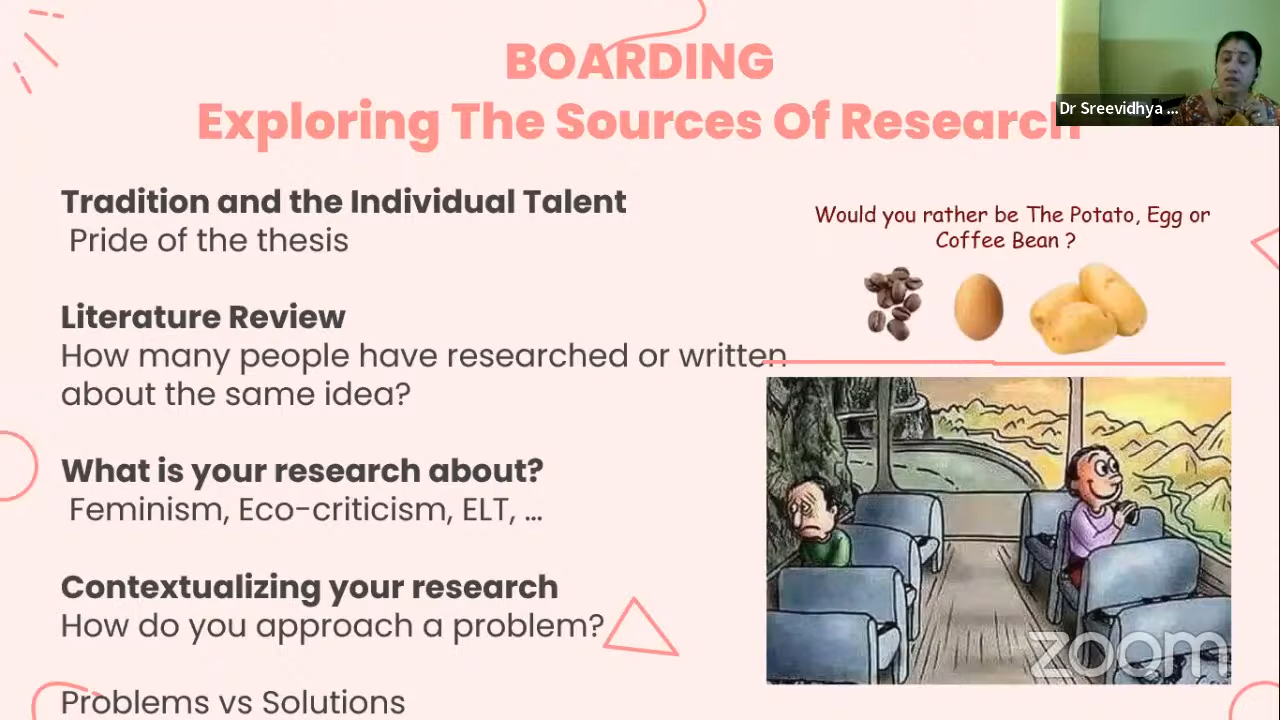 BOARDING
Exploring The Sources Of Research
Dr Sreevidhya ...
Tradition and the Individual Talent
Pride of the thesis
Would you rather be The Potato, Egg or
Coffee Bean ?
Literature Review
How many people have researched or written
about the same idea?
What is your research about?
Feminism, Eco-criticism, ELT, ...
Contextualizing your research
How do you approach a problem?
Problems vs Solutions
zoom